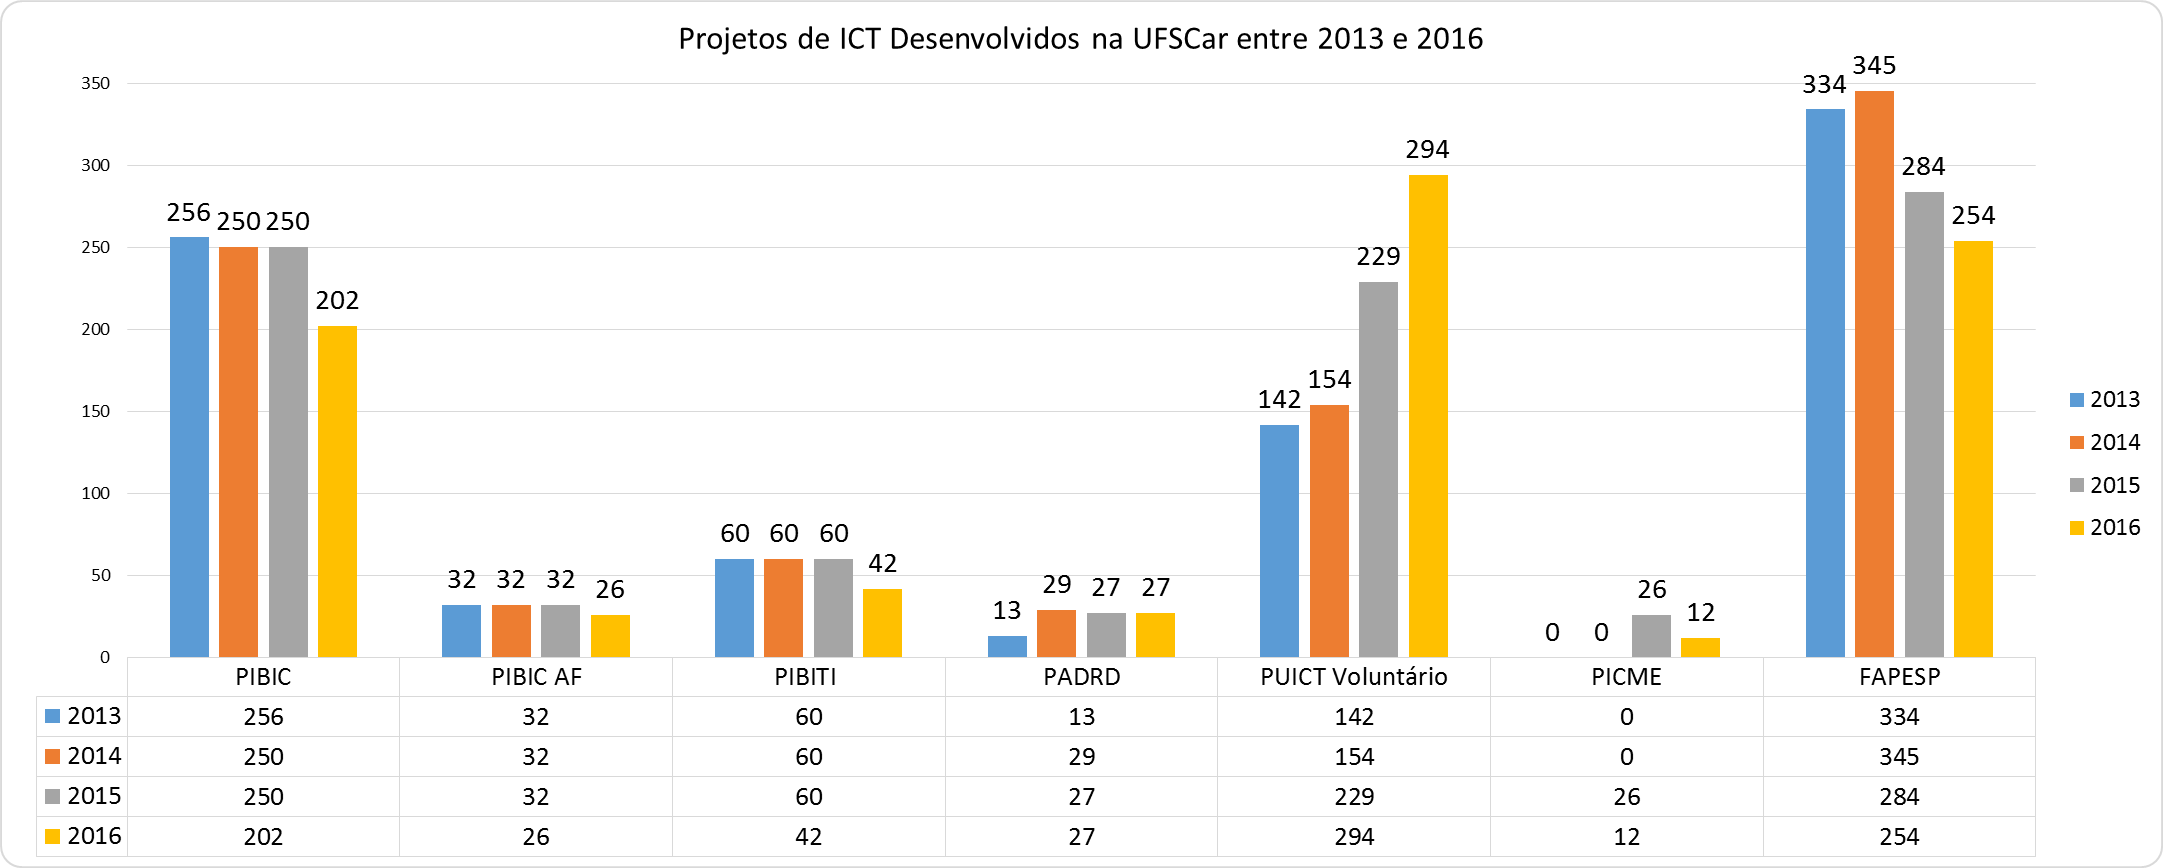 Projetos de ICT Desenvolvidos na UFSCar entre 2013 e 2016
350
300
250
200
150
100
50
0
256 250 250 202
32 32 32 26
60 60 60 42
13 29 27 27
142 154 229 294
0 0 26 12
334 345 284 254
2013
2014
2015
2016
PIBIC PIBIC AF PIBITI PADRD PUICT Voluntário PICME FAPESP
2013 256 32 60 13 142 0 334
2014 250 32 60 29 154 0 345
2015 250 32 60 27 229 26 284
2016 202 26 42 27 294 12 254